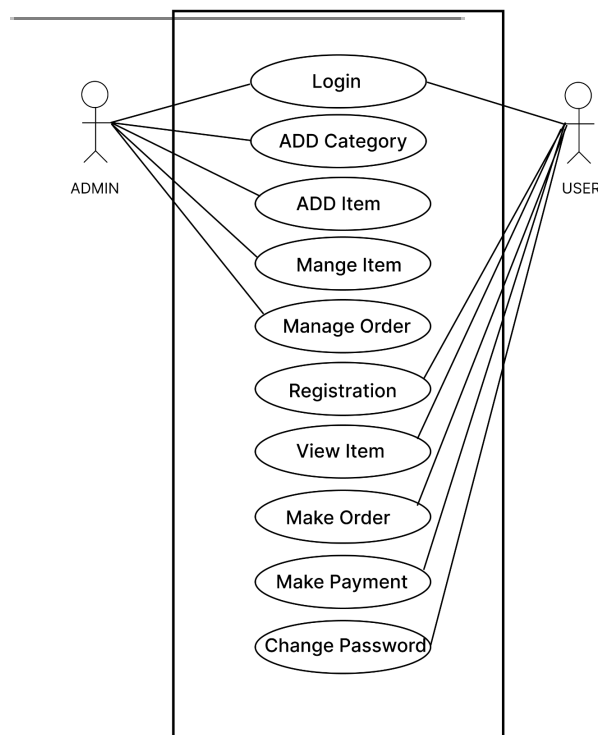 Login
ADD Category
ADMIN
USER
ADD Item
Mange Item
Manage Order
Registration
View Item
Make Order
Make Payment
Change Password